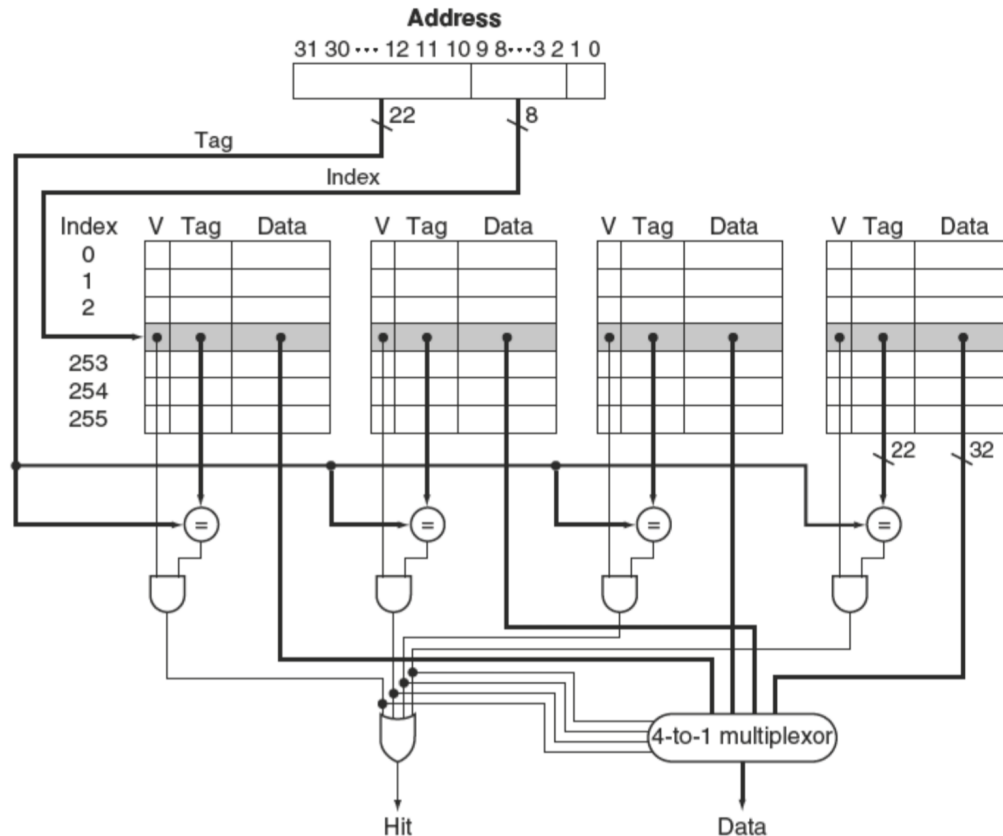 Address
31 30 ··· 12 11 10 9 8···3 2 1 0
22
8
Tag
Index
Index V Tag Data V Tag Data V Tag Data V Tag Data
0
1
2
253
254
255
22 32
= = = =
4-to-1 multiplexor
Hit Data